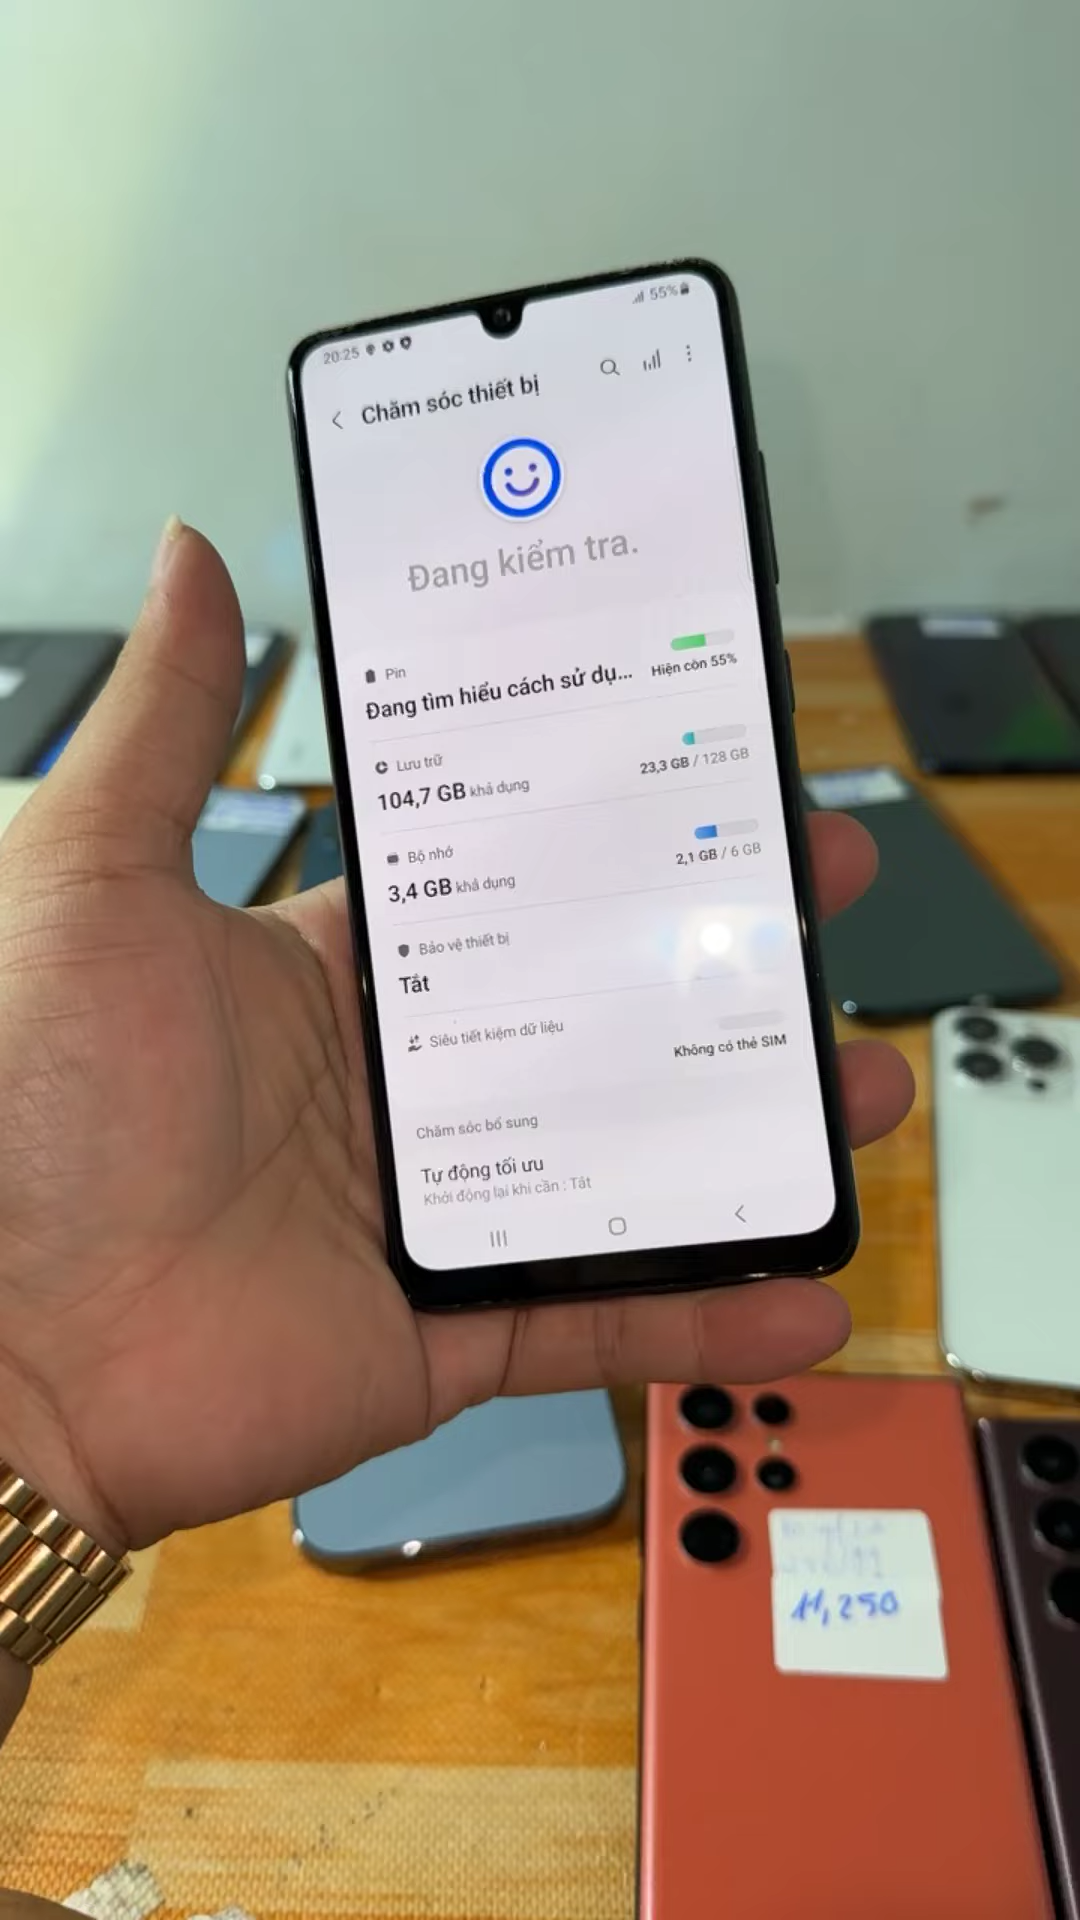 20:25
55%
Chăm sóc thiết bị
Đang kiểm tra.
Pin
Đang tìm hiểu cách sử dụ...
Hiện còn 55%
Lưu trữ
104,7 GB khả dụng
23,3 GB / 128 GB
Bộ nhớ
3,4 GB khả dụng
2,1 GB / 6 GB
Bảo vệ thiết bị
Tắt
Siêu tiết kiệm dữ liệu
Không có thẻ SIM
Chăm sóc bổ sung
Tự động tối ưu
Khởi động lại khi cần : Tắt
11,250